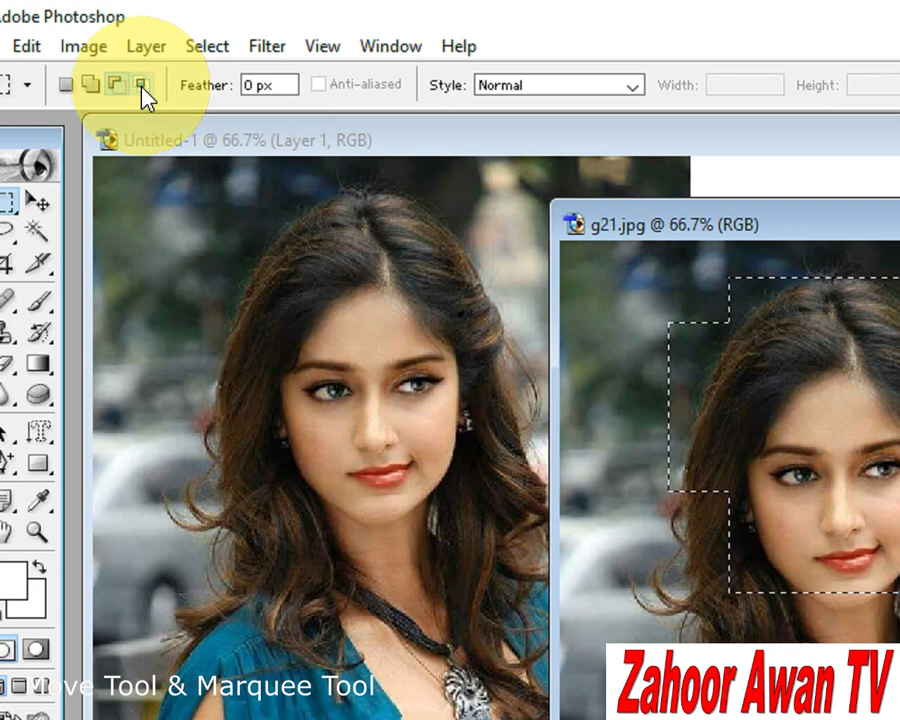 Adobe Photoshop
Edit Image Layer Select Filter View Window Help
Feather: 0 px Anti-aliased Style: Normal Width: Height:
Untitled-1 @ 66.7% (Layer 1, RGB)
g21.jpg @ 66.7% (RGB)
Move Tool & Marquee Tool
Zahoor Awan TV